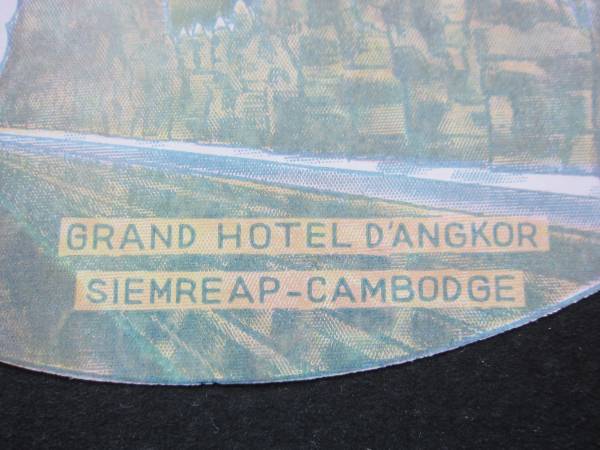 GRAND HOTEL D'ANGKOR
SIEMREAP-CAMBODGE